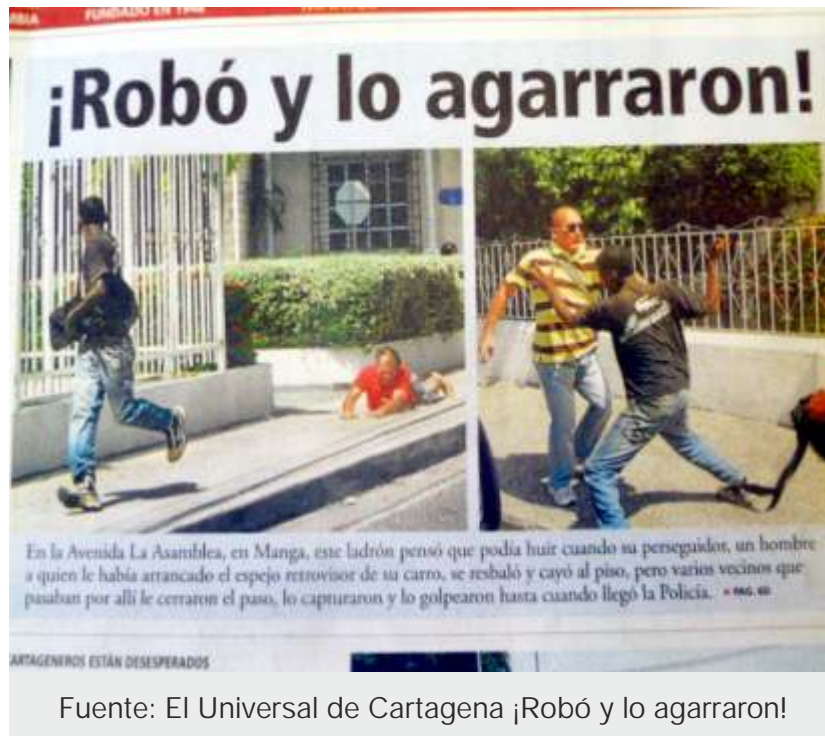 BIA
FUNDADO EN 1948
¡Robó y lo agarraron!
En la Avenida La Asamblea, en Manga, este ladrón pensó que podía huir cuando su perseguidor, un hombre
a quien le había arrancado el espejo retrovisor de su carro, se resbaló y cayó al piso, pero varios vecinos que
pasaban por allí le cerraron el paso, lo capturaron y lo golpearon hasta cuando llegó la Policía. • PAG.
CARTAGENEROS ESTÁN DESESPERADOS
Fuente: El Universal de Cartagena ¡Robó y lo agarraron!